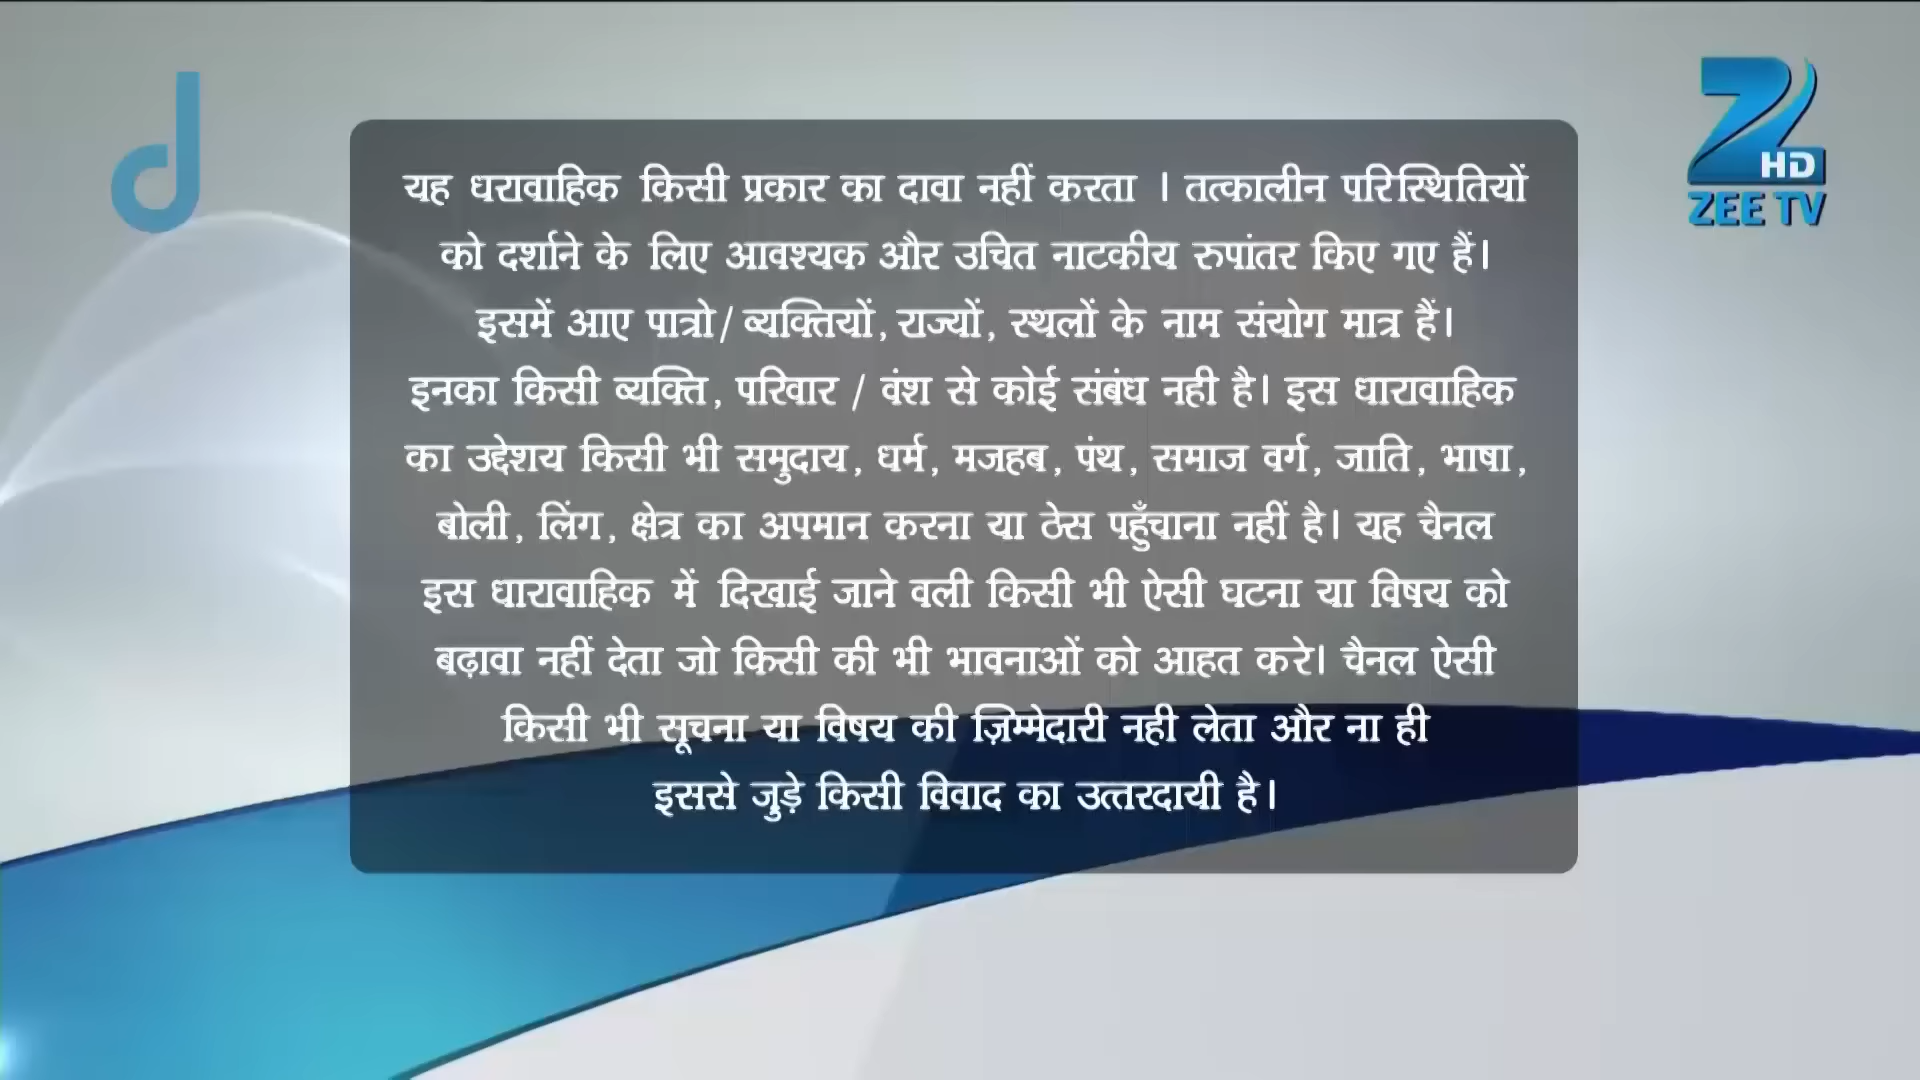 यह धरावाहिक किसी प्रकार का दावा नहीं करता । तत्कालीन परिस्थितियों
को दर्शाने के लिए आवश्यक और उचित नाटकीय रुपांतर किए गए हैं।
इसमें आए पात्रो/ व्यक्तियों, राज्यों, स्थलों के नाम संयोग मात्र हैं।
इनका किसी व्यक्ति, परिवार / वंश से कोई संबंध नही है। इस धारावाहिक
का उद्देशय किसी भी समुदाय, धर्म, मजहब, पंथ, समाज वर्ग, जाति, भाषा,
बोली, लिंग, क्षेत्र का अपमान करना या ठेस पहुँचाना नहीं है। यह चैनल
इस धारावाहिक में दिखाई जाने वली किसी भी ऐसी घटना या विषय को
बढ़ावा नहीं देता जो किसी की भी भावनाओं को आहत करे। चैनल ऐसी
किसी भी सूचना या विषय की ज़िम्मेदारी नही लेता और ना ही
इससे जुड़े किसी विवाद का उत्तरदायी है।
d
Z HD
ZEE TV